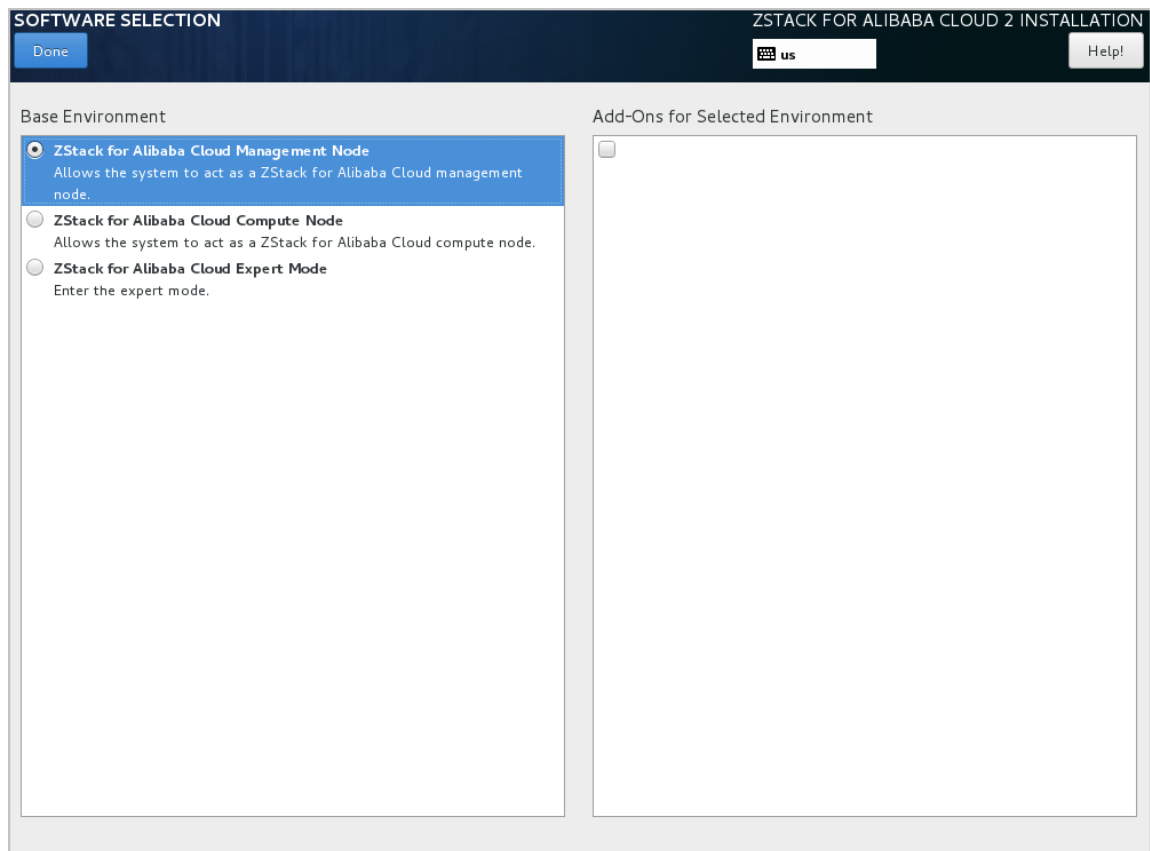 SOFTWARE SELECTION
ZSTACK FOR ALIBABA CLOUD 2 INSTALLATION
Done
us
Help!
Base Environment
ZStack for Alibaba Cloud Management Node
Allows the system to act as a ZStack for Alibaba Cloud management
node.
ZStack for Alibaba Cloud Compute Node
Allows the system to act as a ZStack for Alibaba Cloud compute node.
ZStack for Alibaba Cloud Expert Mode
Enter the expert mode.
Add-Ons for Selected Environment